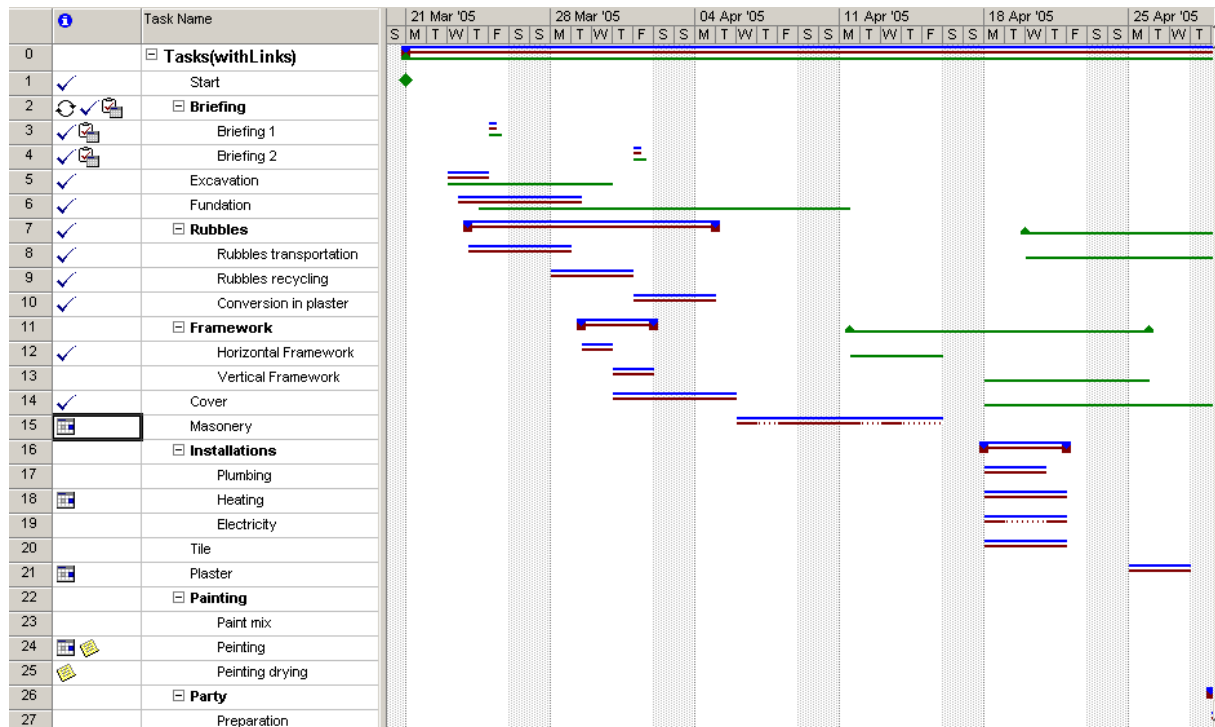 Task Name
21 Mar '05 28 Mar '05 04 Apr '05 11 Apr '05 18 Apr '05 25 Apr '05
S M T W T F S S M T W T F S S M T W T F S S M T W T F S S M T W T F S S M T W T
0 Tasks(withLinks)
1 Start
2 Briefing
3 Briefing 1
4 Briefing 2
5 Excavation
6 Fundation
7 Rubbles
8 Rubbles transportation
9 Rubbles recycling
10 Conversion in plaster
11 Framework
12 Horizontal Framework
13 Vertical Framework
14 Cover
15 Masonery
16 Installations
17 Plumbing
18 Heating
19 Electricity
20 Tile
21 Plaster
22 Painting
23 Paint mix
24 Peinting
25 Peinting drying
26 Party
27 Preparation